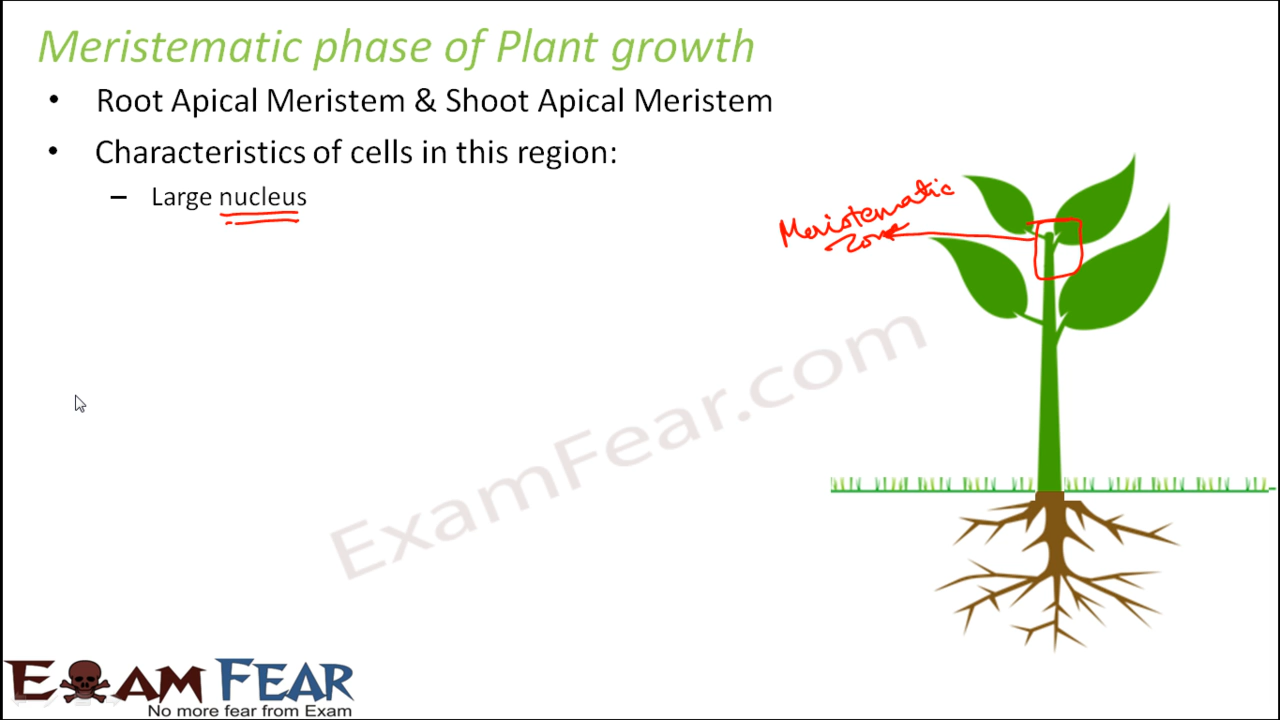 Meristematic phase of Plant growth
• Root Apical Meristem & Shoot Apical Meristem
• Characteristics of cells in this region:
– Large nucleus
Meristematic
Zone
ExamFear.com
EXAM FEAR
No more fear from Exam